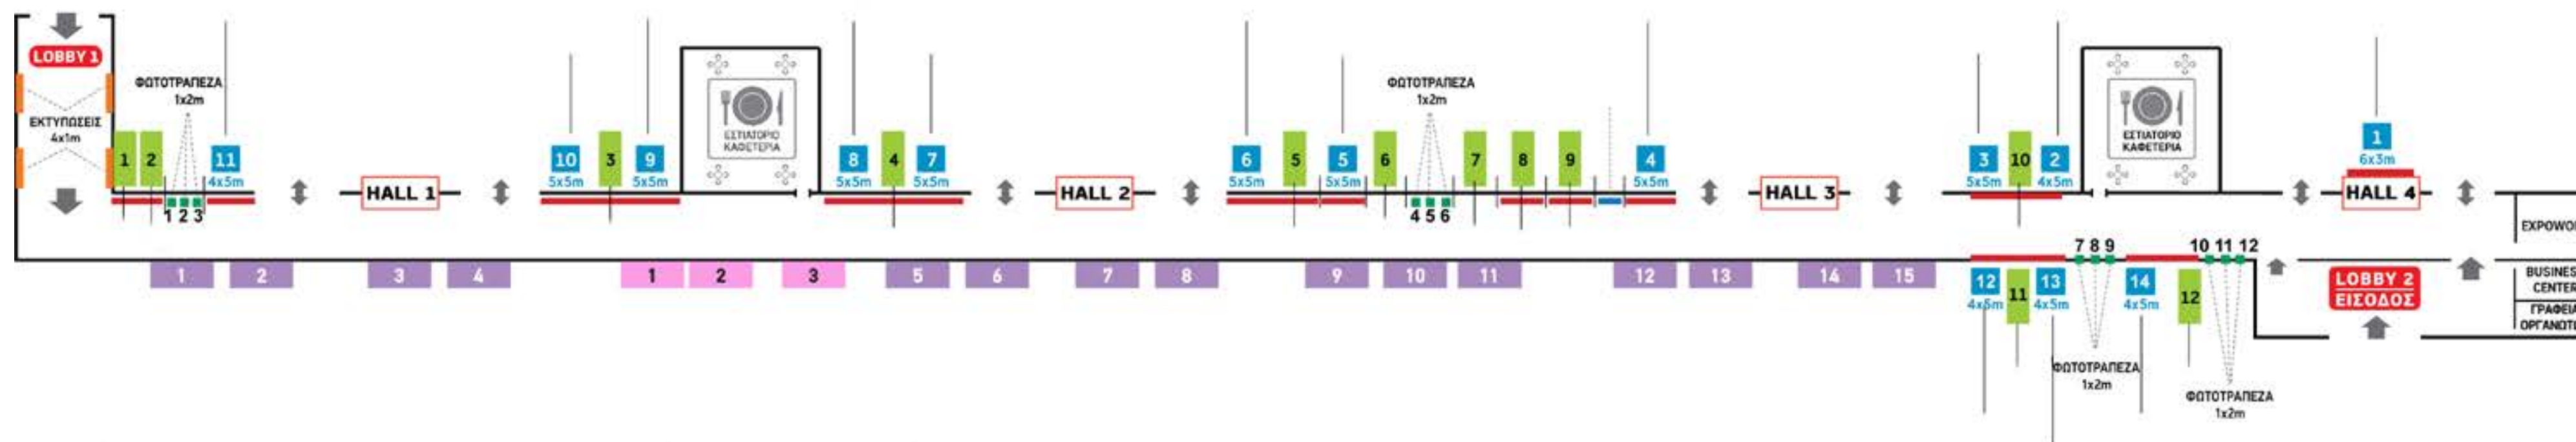 LOBBY 1
ΕΚΤΥΠΩΣΕΙΣ
4x1m
1 2
ΦΩΤΟΤΡΑΠΕΖΑ
1x2m
1 2 3
11
4x5m
HALL 1
10
5x5m
3
9
5x5m
ΕΣΤΙΑΤΟΡΙΟ
ΚΑΦΕΤΕΡΙΑ
8
5x5m
4
7
5x5m
HALL 2
6
5x5m
5
5
5x5m
6
ΦΩΤΟΤΡΑΠΕΖΑ
1x2m
4 5 6
7
8
9
4
5x5m
HALL 3
3
5x5m
10
2
4x5m
ΕΣΤΙΑΤΟΡΙΟ
ΚΑΦΕΤΕΡΙΑ
1
6x3m
HALL 4
EXPOWO
7 8 9
10 11 12
1 2 3 4 1 2 3 5 6 7 8 9 10 11 12 13 14 15
12
4x5m
11
13
4x5m
14
4x5m
12
LOBBY 2
ΕΙΣΟΔΟΣ
BUSINES
CENTER
ΓΡΑΦΕΙΑ
ΟΡΓΑΝΩΤ
ΦΩΤΟΤΡΑΠΕΖΑ
1x2m
ΦΩΤΟΤΡΑΠΕΖΑ
1x2m